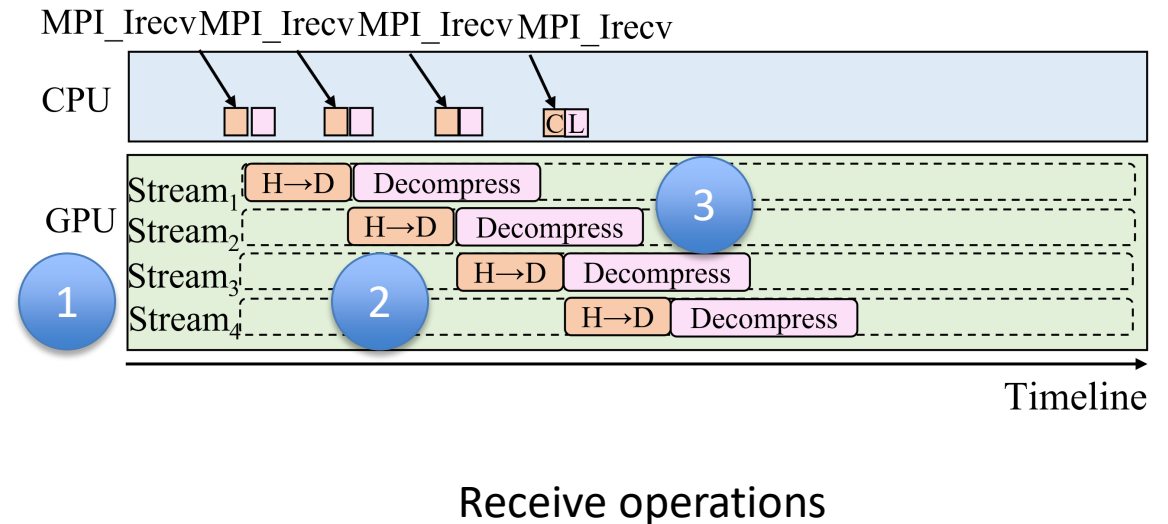 MPI_Irecv MPI_Irecv MPI_Irecv MPI_Irecv
CPU
C L
GPU
Stream₁ H→D Decompress
3
Stream₂ H→D Decompress
1
2
Stream₃ H→D Decompress
Stream₄ H→D Decompress
Timeline
Receive operations